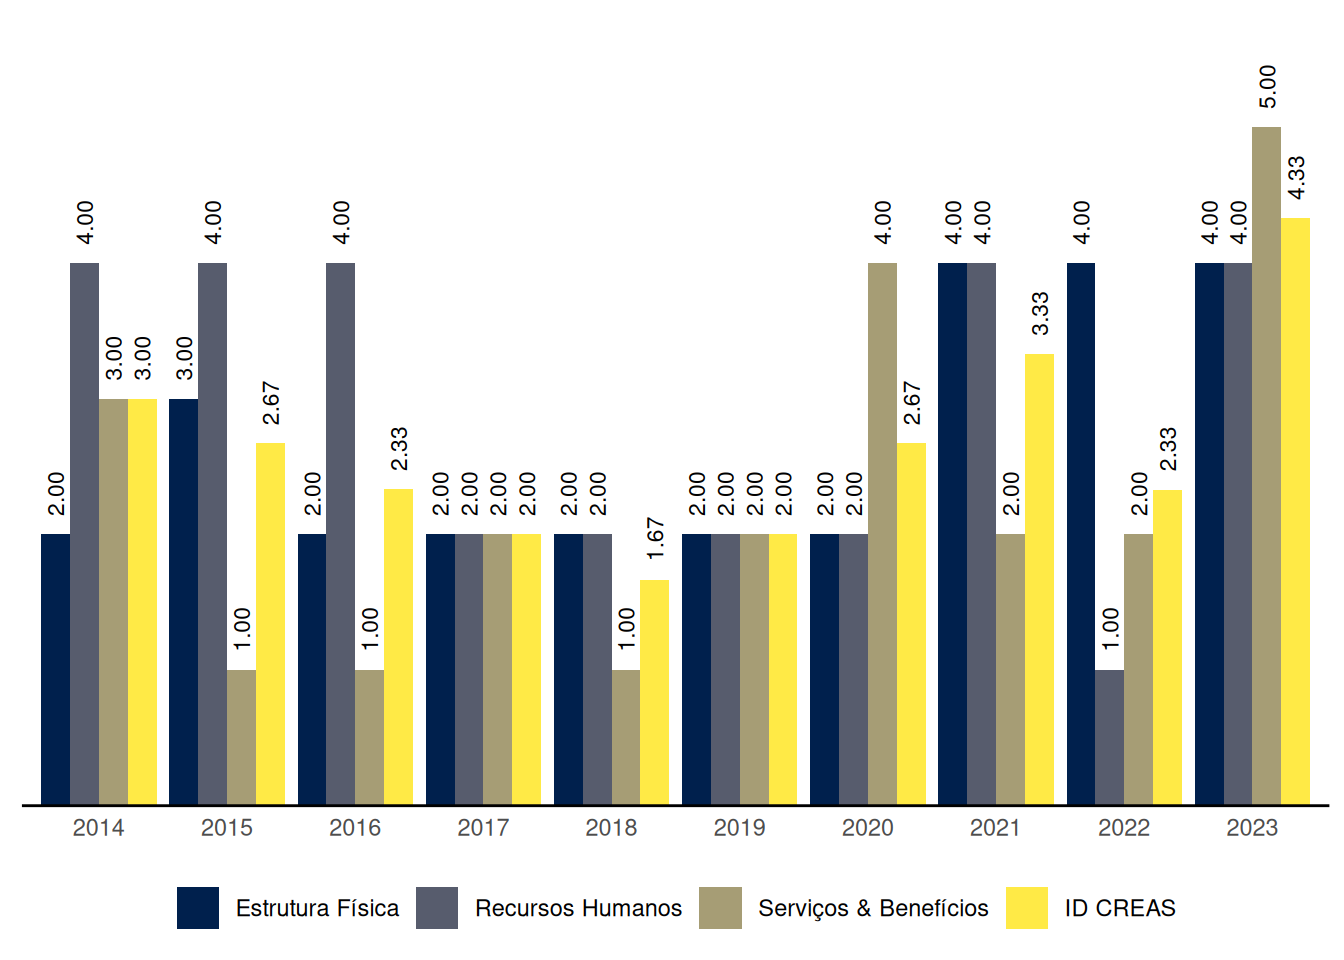 5.00
4.33
4.00 4.00 4.00 4.00 4.00 4.00 4.00 4.00 4.00
3.33
3.00 3.00 3.00
2.67 2.67
2.33 2.33
2.00 2.00 2.00 2.00 2.00 2.00 2.00 2.00 2.00 2.00 2.00 2.00 2.00 2.00 2.00 2.00
1.67
1.00 1.00 1.00 1.00
2014 2015 2016 2017 2018 2019 2020 2021 2022 2023
Estrutura Física Recursos Humanos Serviços & Benefícios ID CREAS